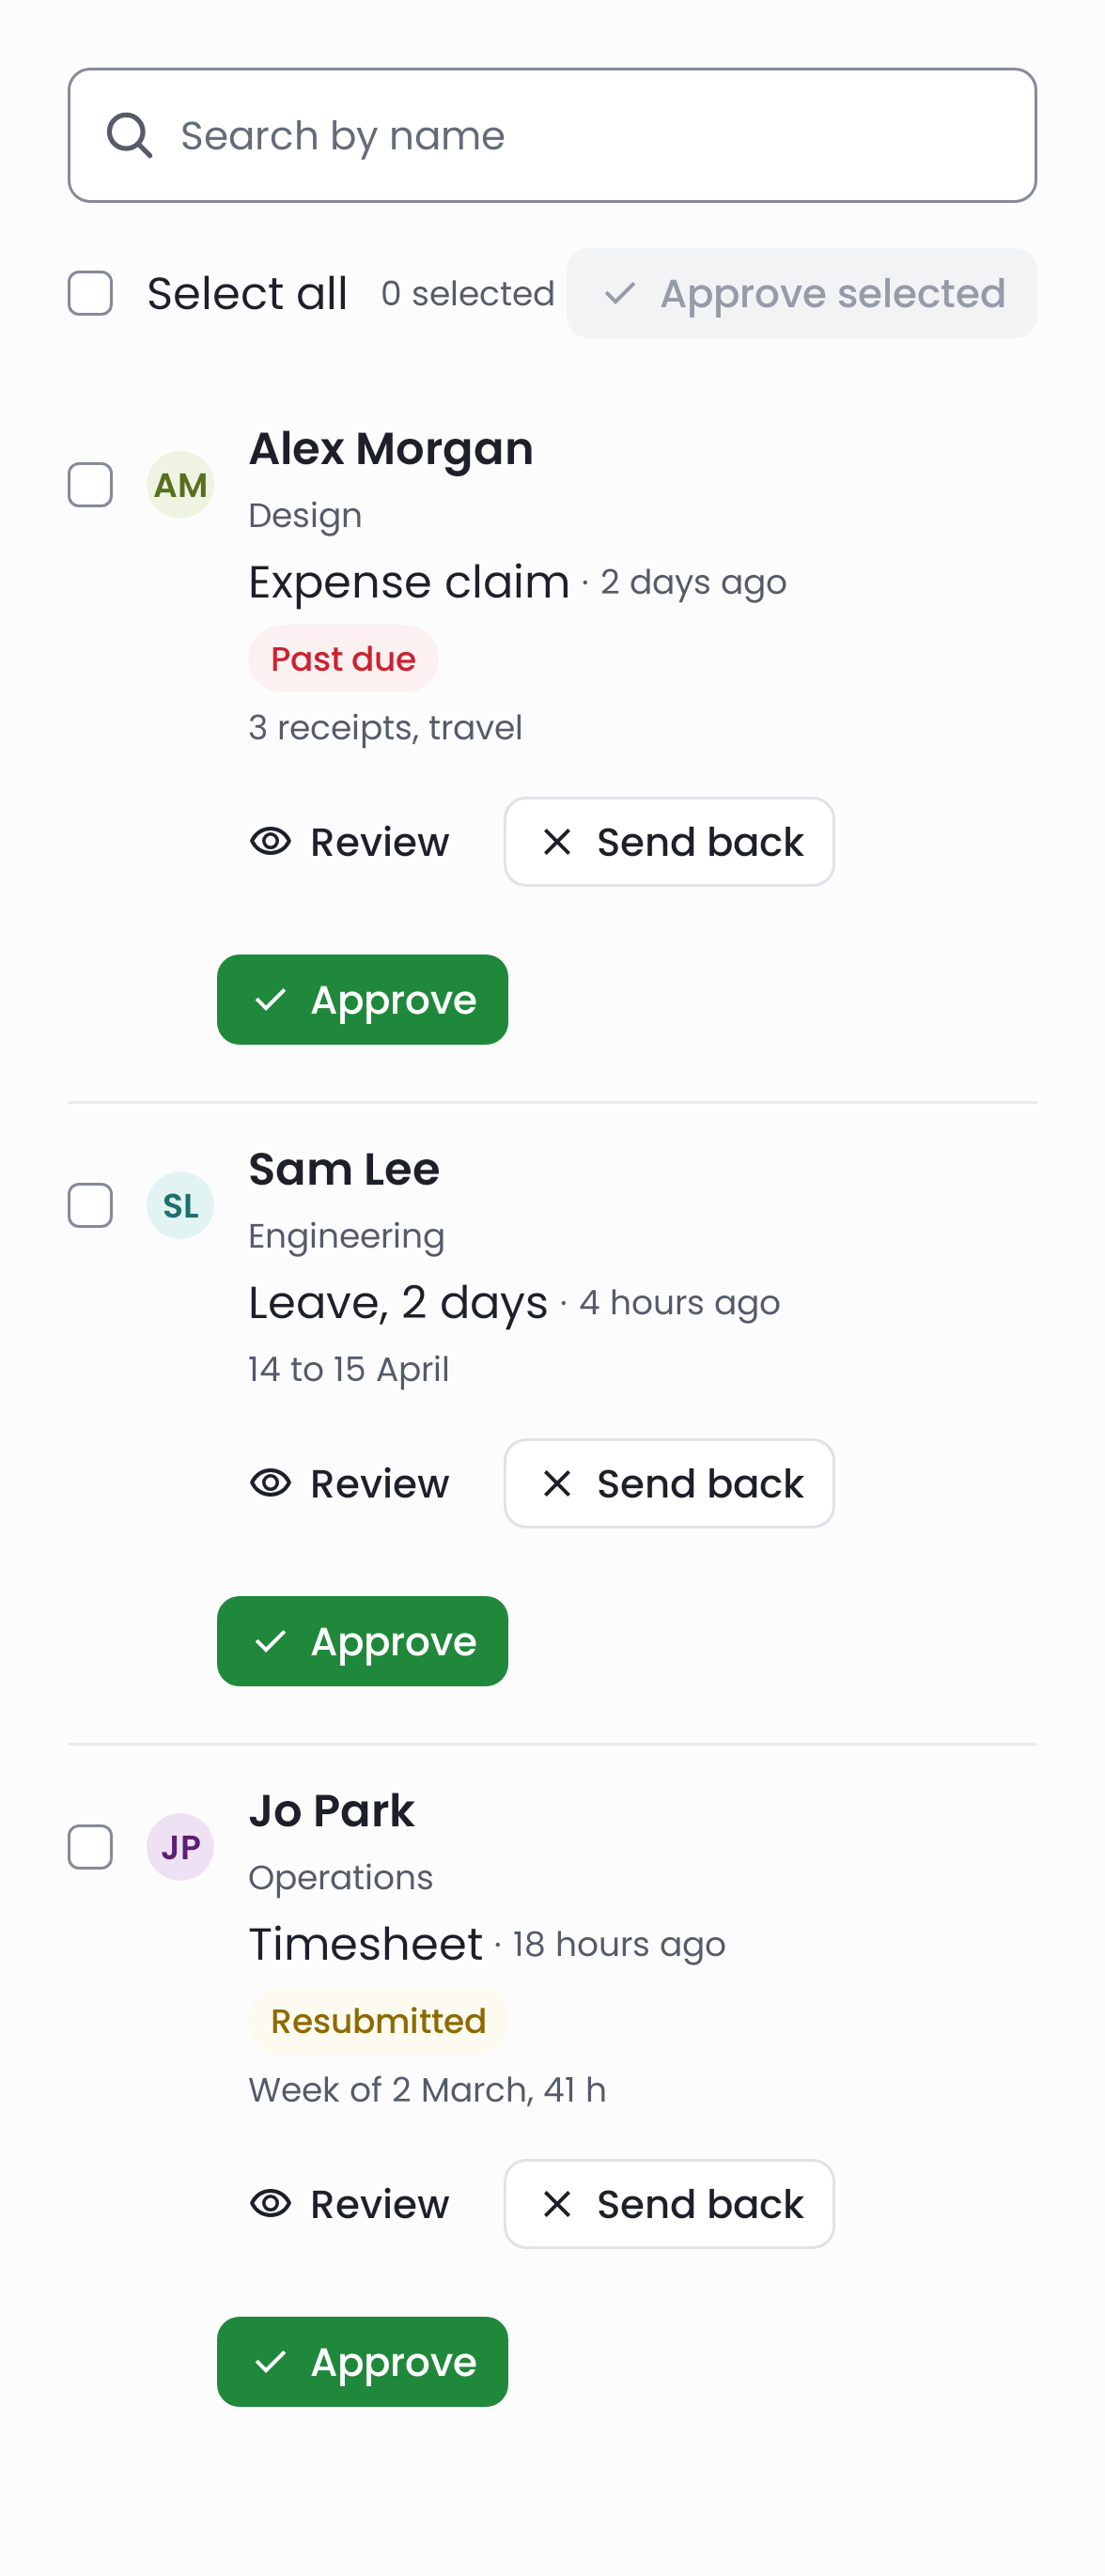 Search by name
Select all 0 selected Approve selected
AM Alex Morgan
Design
Expense claim · 2 days ago
Past due
3 receipts, travel
Review Send back
Approve
SL Sam Lee
Engineering
Leave, 2 days · 4 hours ago
14 to 15 April
Review Send back
Approve
JP Jo Park
Operations
Timesheet · 18 hours ago
Resubmitted
Week of 2 March, 41 h
Review Send back
Approve